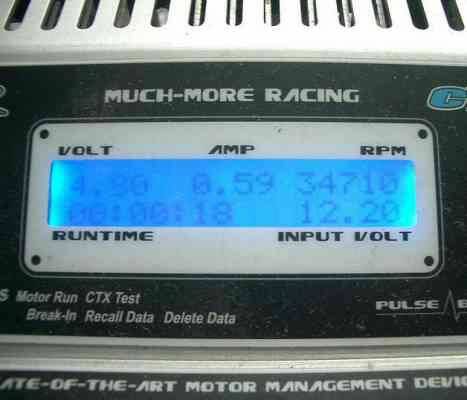 MUCH-MORE RACING
VOLT AMP RPM
4.90 0.59 34710
00:00:18 12.20
RUNTIME INPUT VOLT
Motor Run CTX Test
PULSE
Break-In Recall Data Delete Data
ATE-OF-THE-ART MOTOR MANAGEMENT DEVIC